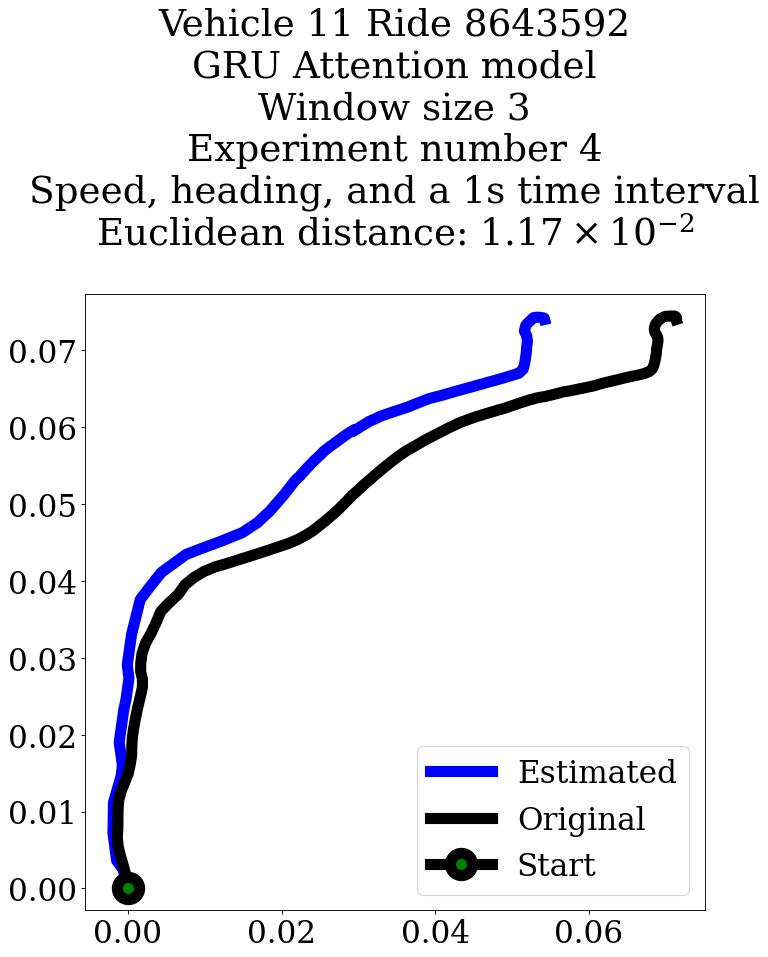 Vehicle 11 Ride 8643592
GRU Attention model
Window size 3
Experiment number 4
Speed, heading, and a 1s time interval
Euclidean distance: 1.17 × 10⁻²
0.07
0.06
0.05
0.04
0.03
0.02
0.01
0.00
Estimated
Original
Start
0.00 0.02 0.04 0.06